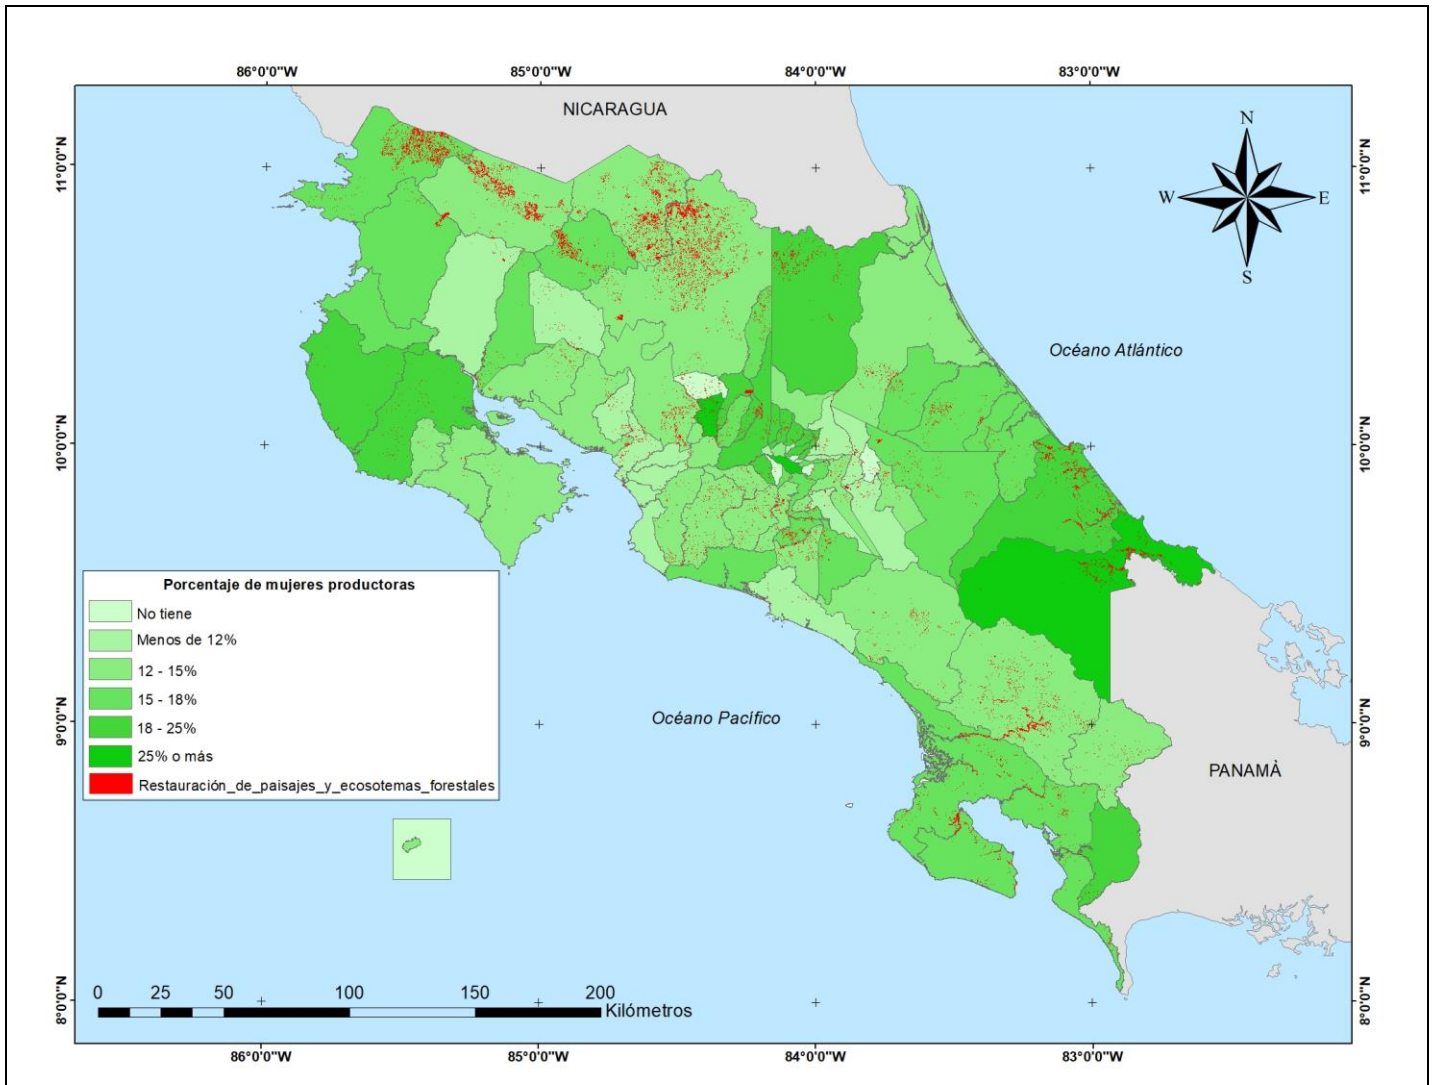 86°0'0"W 85°0'0"W 84°0'0"W 83°0'0"W
NICARAGUA
N
W E
S
11°0'0"N 11°0'0"N
Océano Atlántico
10°0'0"N 10°0'0"N
Porcentaje de mujeres productoras
No tiene
Menos de 12%
12 - 15%
15 - 18%
18 - 25%
25% o más
Restauración_de_paisajes_y_ecosotemas_forestales
Océano Pacífico
9°0'0"N 9°0'0"N
PANAMÀ
0 25 50 100 150 200
Kilómetros
8°0'0"N 8°0'0"N
86°0'0"W 85°0'0"W 84°0'0"W 83°0'0"W